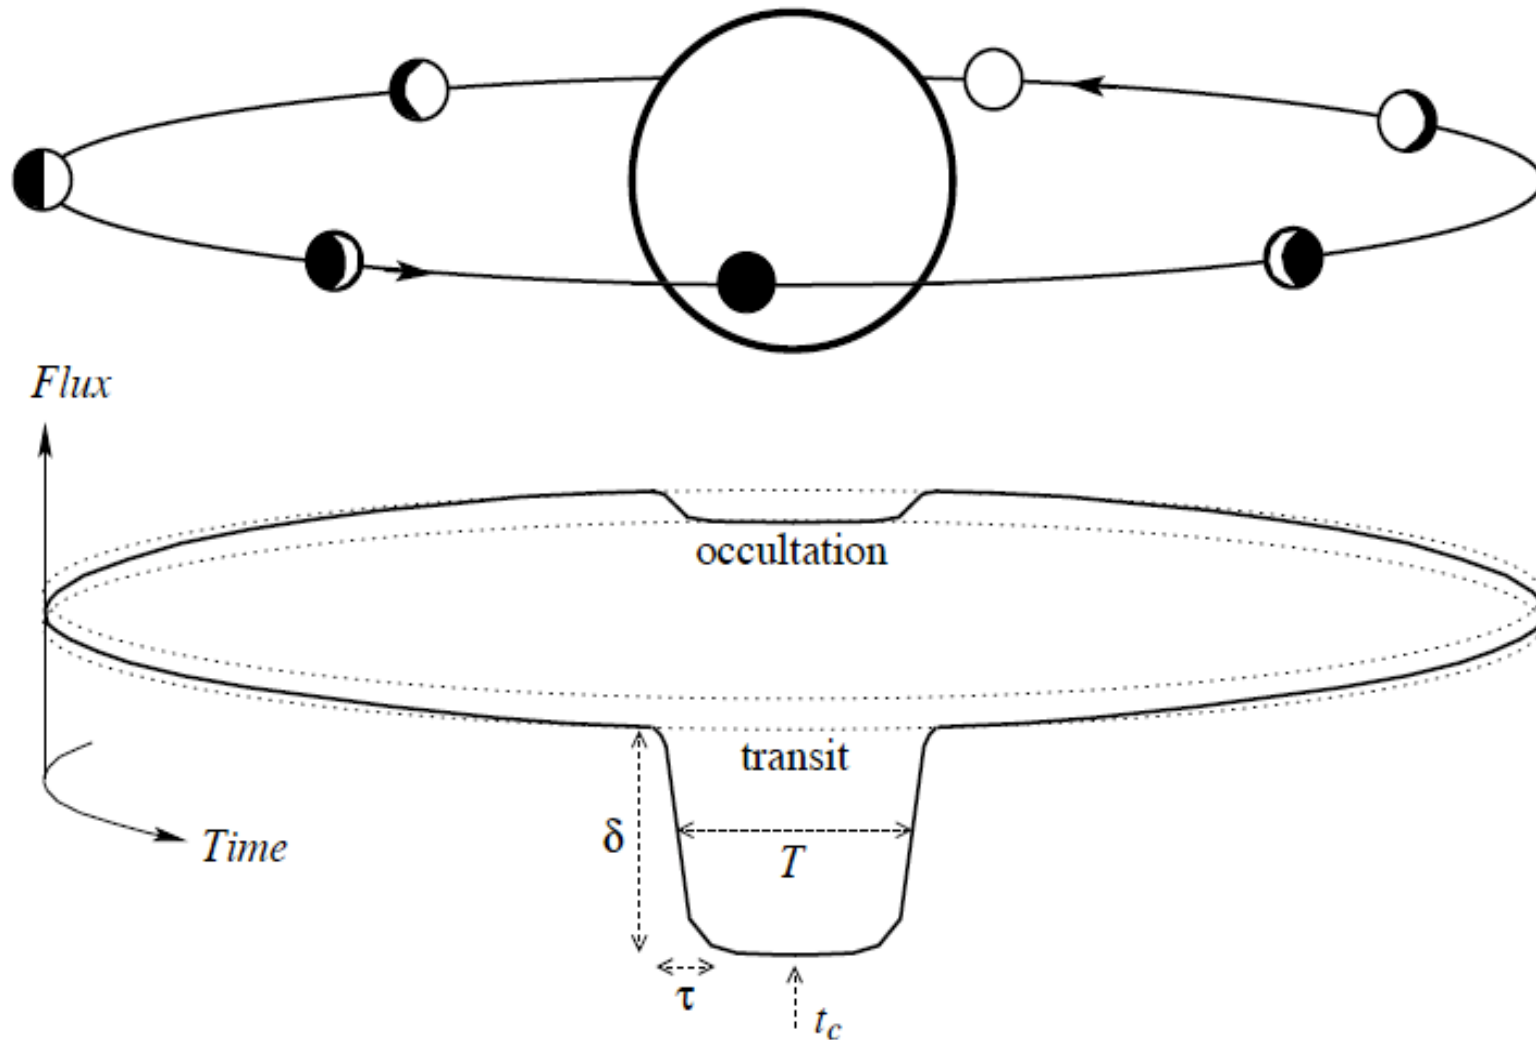 Flux
occultation
transit
δ
T
Time
τ
t_c